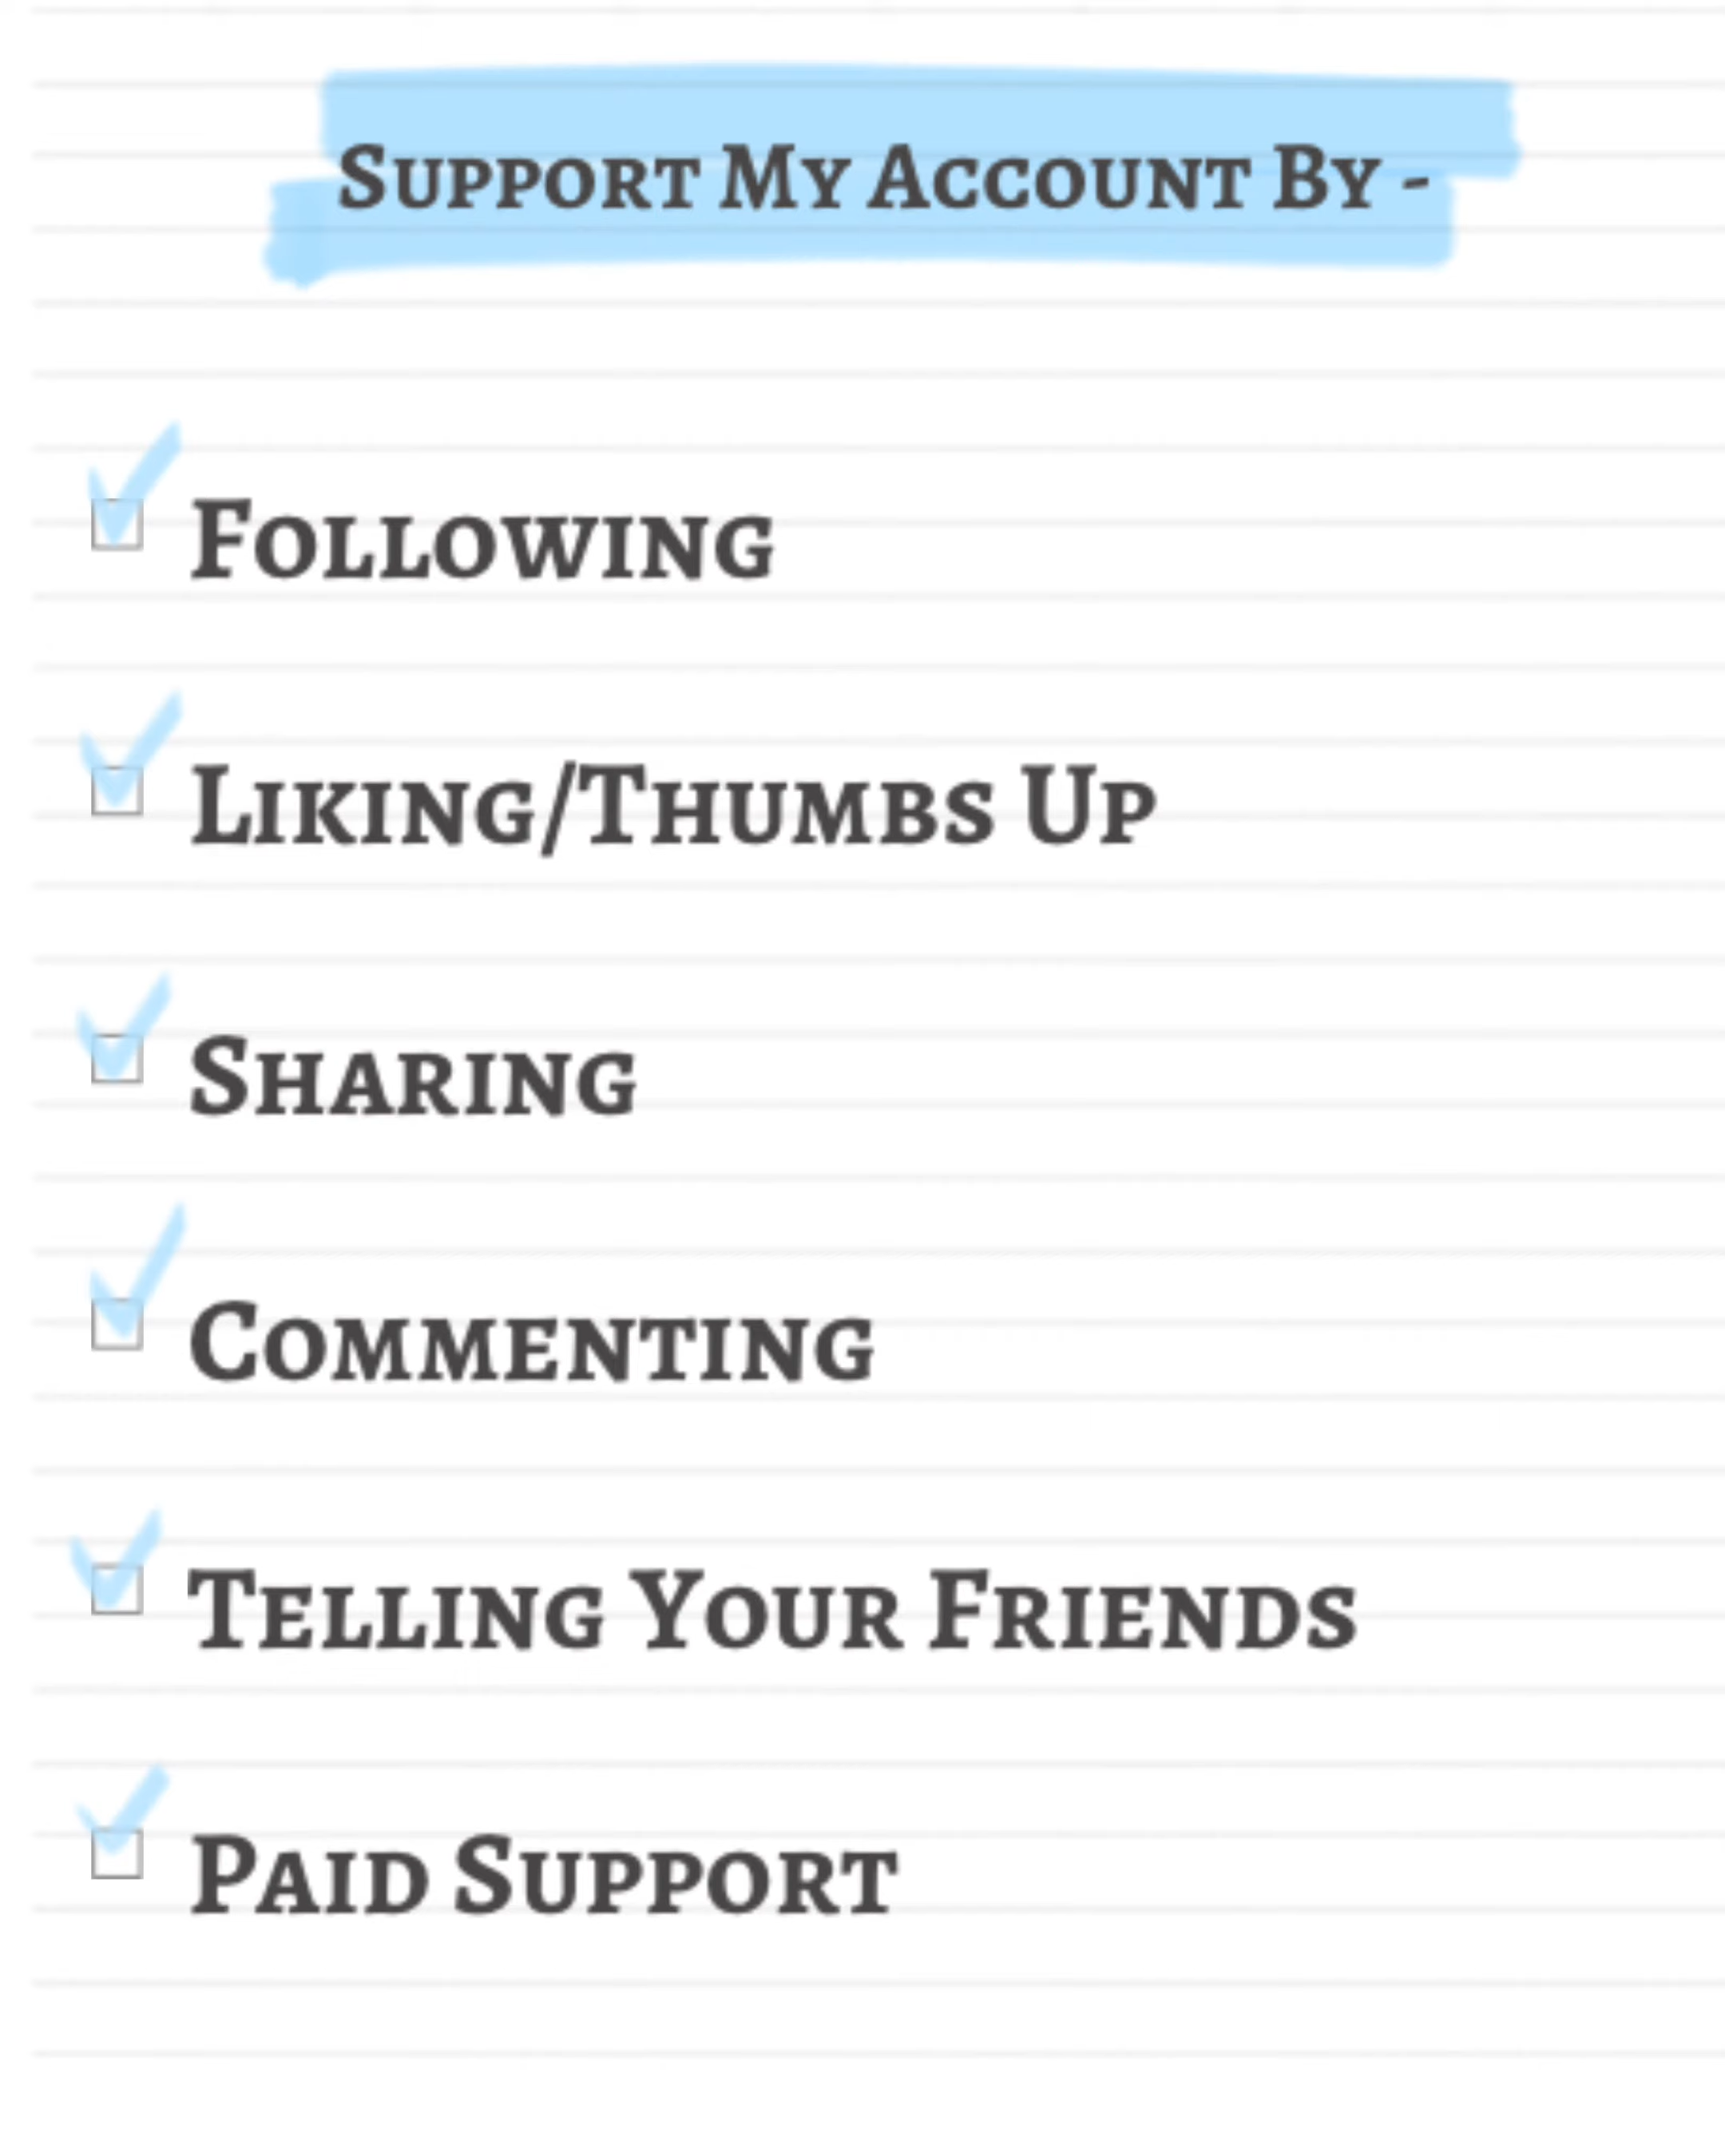 Support My Account By -
Following
Liking/Thumbs Up
Sharing
Commenting
Telling Your Friends
Paid Support